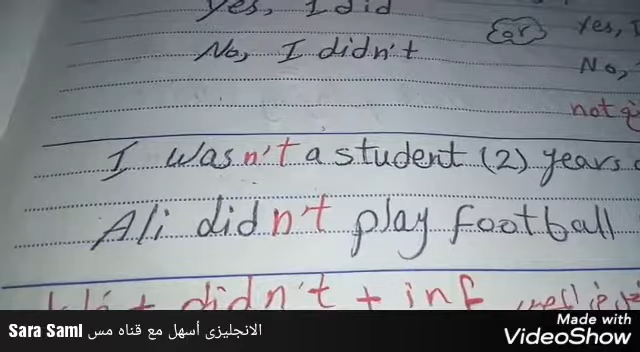 Yes, I did
(or) Yes, I
No, I didn't
No,
not
I wasn't a student (2) years
Ali didn't play football
+ didn't + inf
Sara Saml الانجليزى أسهل مع قناه مس
Made with
VideoShow